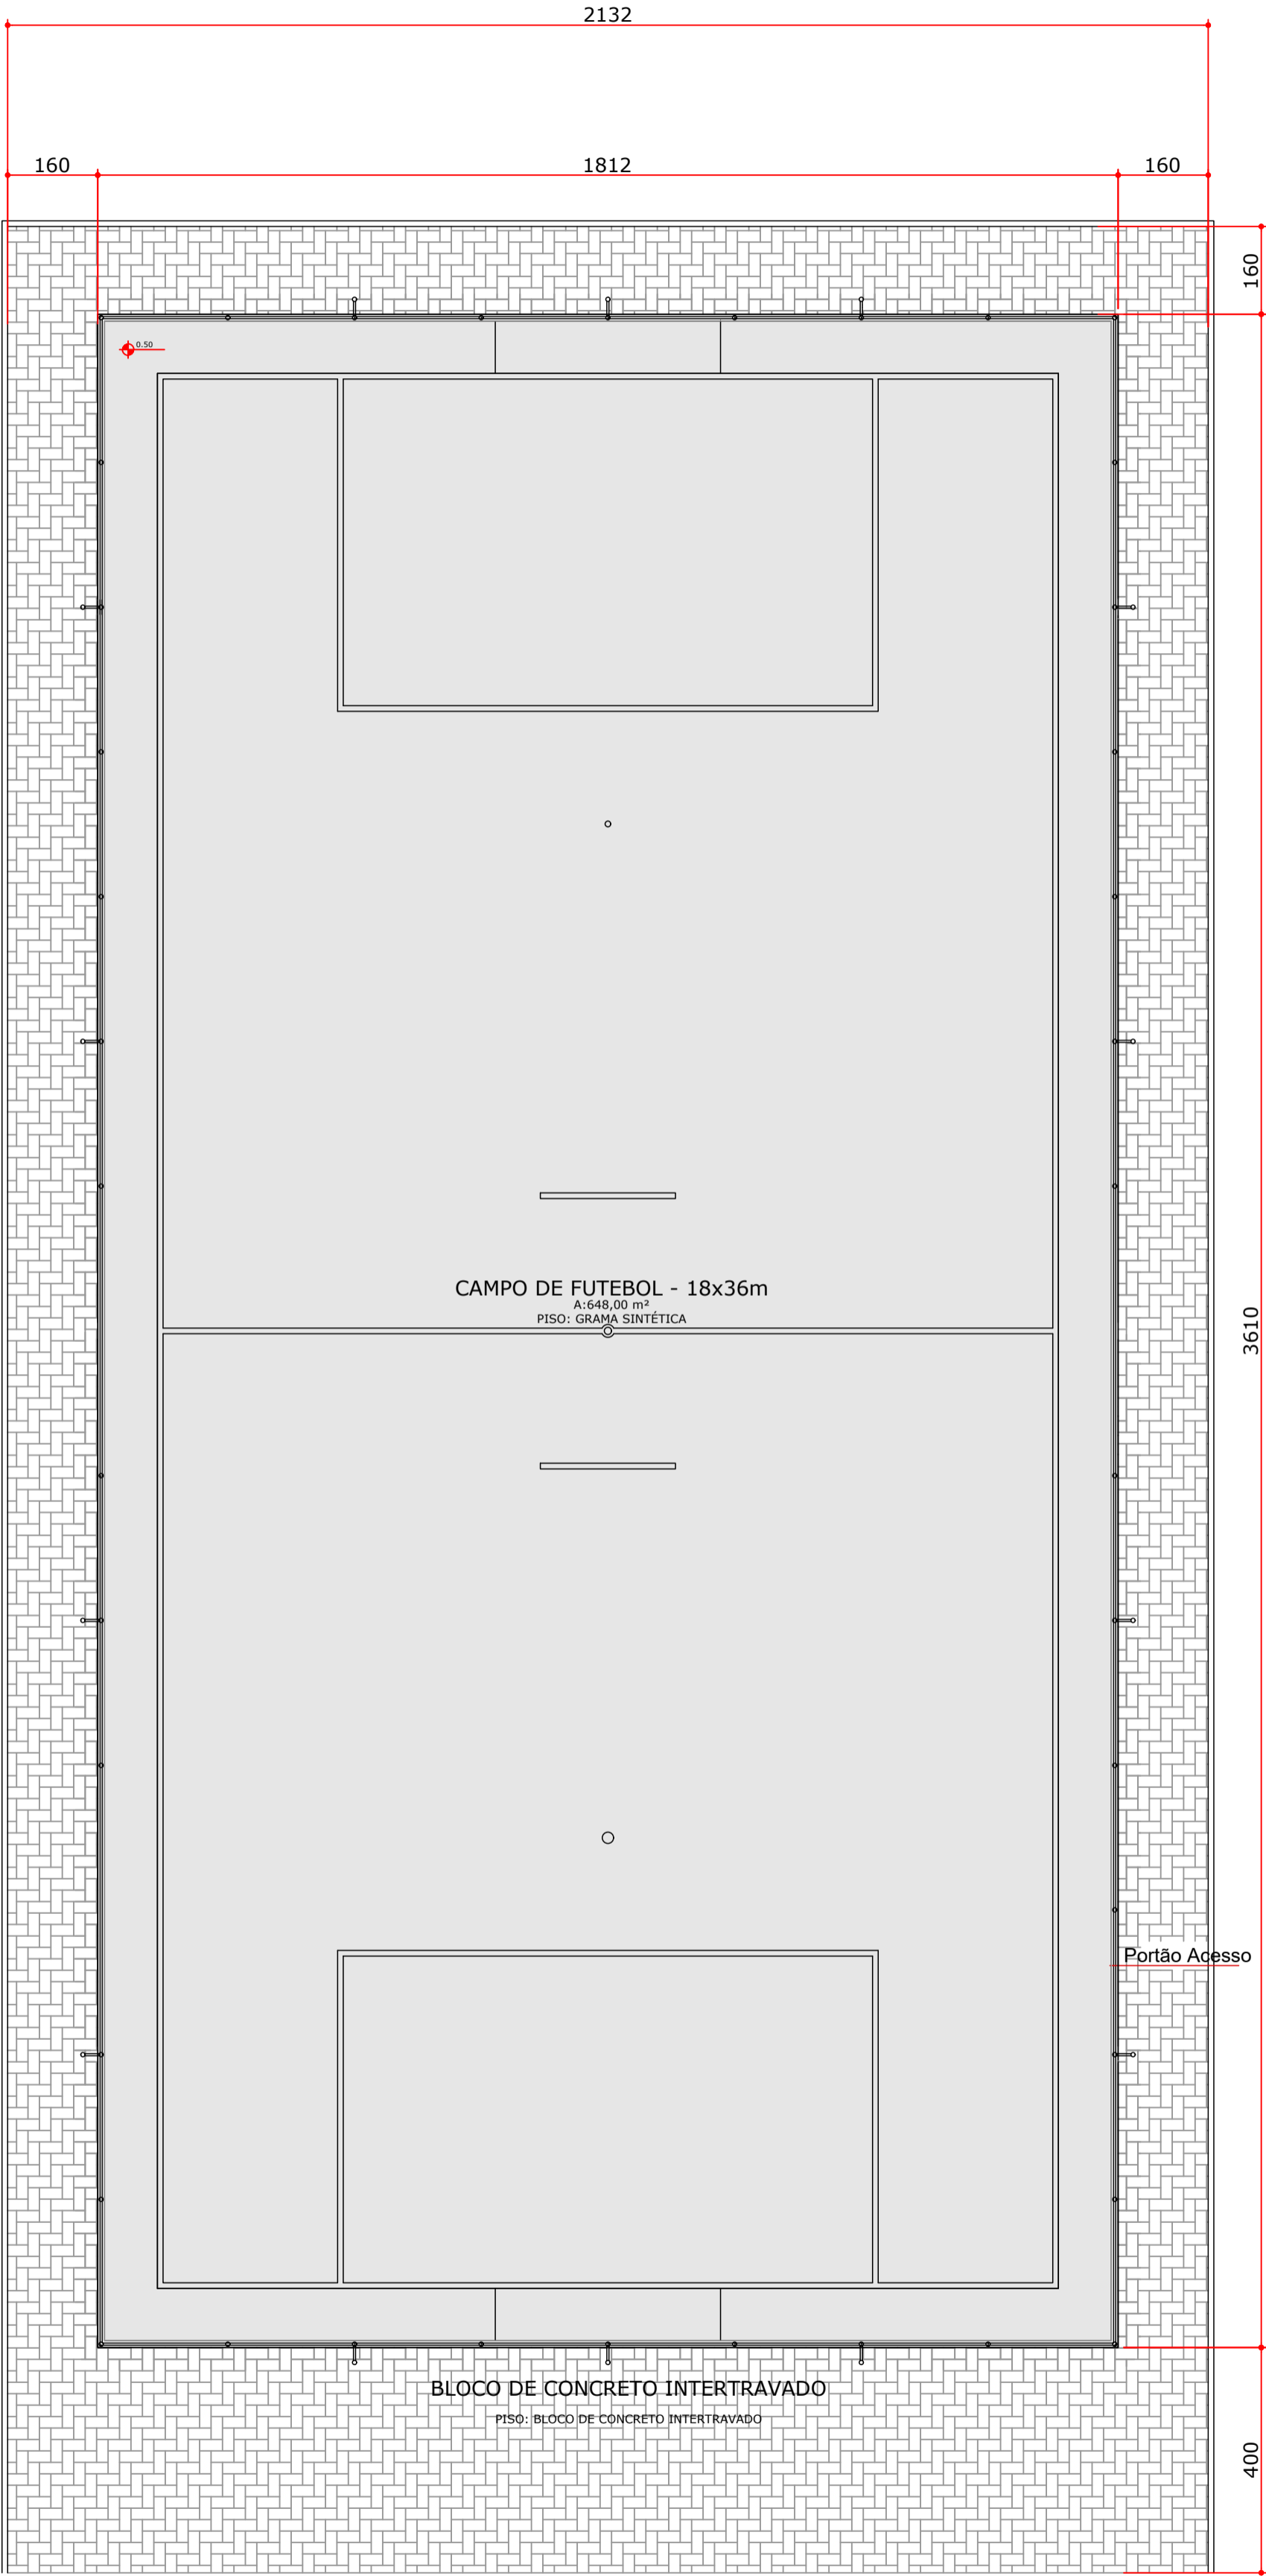 2132
160
1812
160
160
0.50
CAMPO DE FUTEBOL - 18x36m
A:648,00 m²
PISO: GRAMA SINTÉTICA
3610
Portão Acesso
BLOCO DE CONCRETO INTERTRAVADO
PISO: BLOCO DE CONCRETO INTERTRAVADO
400